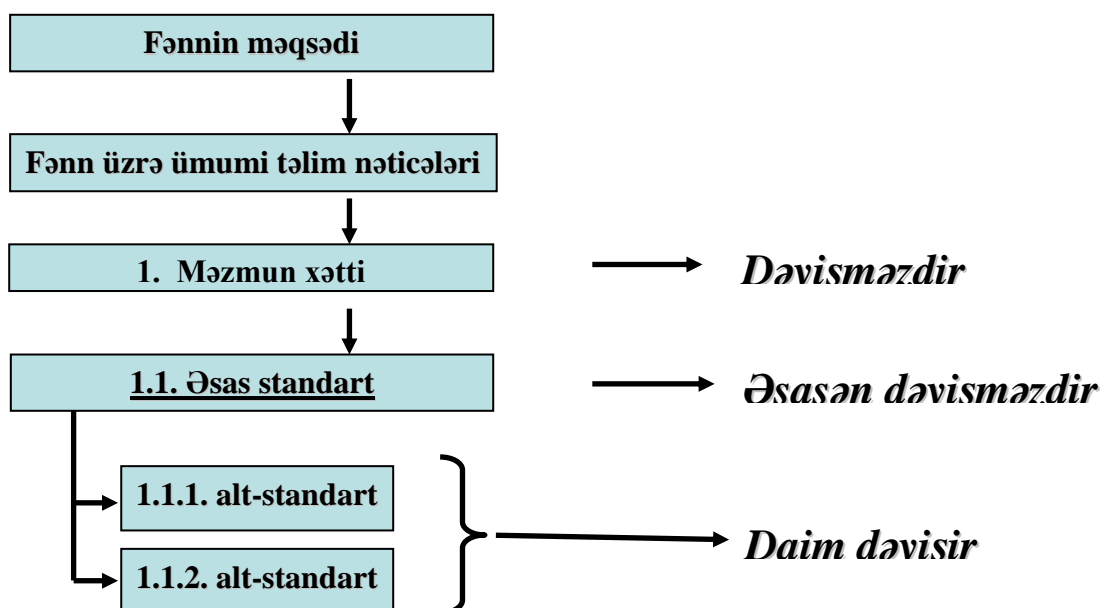 Fənnin məqsədi
Fənn üzrə ümumi təlim nəticələri
1. Məzmun xətti
Dəyişməzdir
1.1. Əsas standart
Əsasən dəyişməzdir
1.1.1. alt-standart
Daim dəyişir
1.1.2. alt-standart